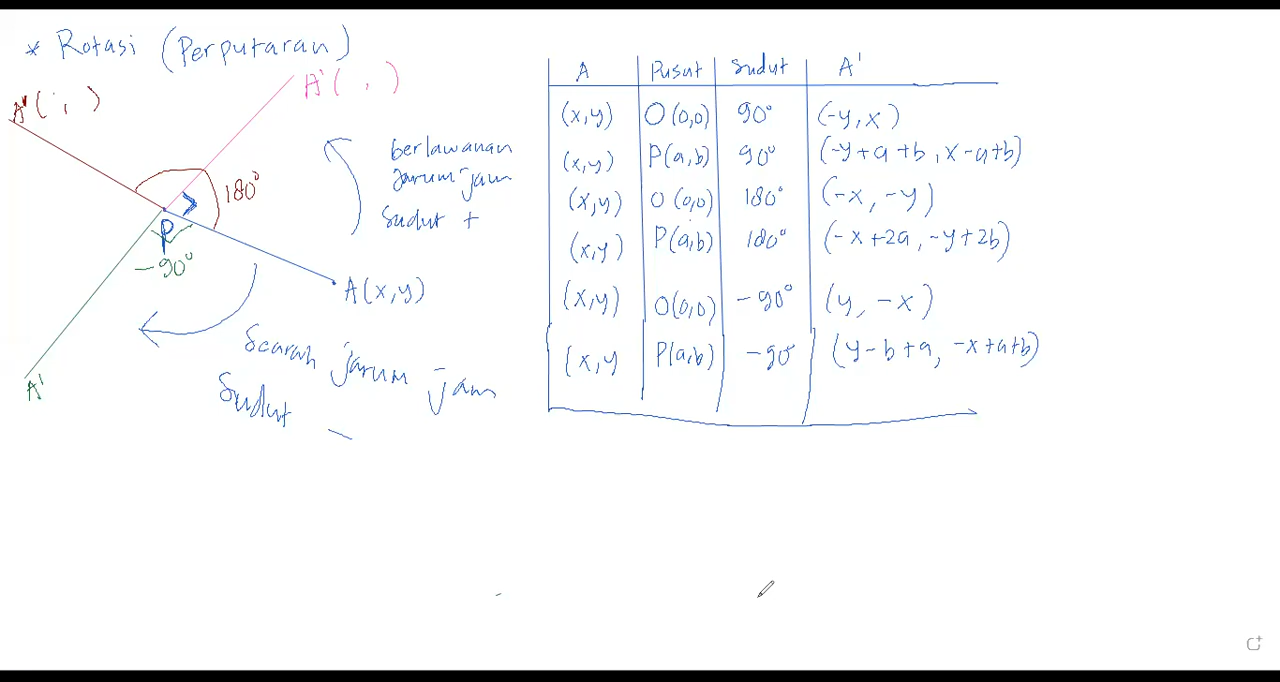 * Rotasi (Perputaran)
A'( , )
A"( , )
berlawanan
jarum jam
sudut +
180°
P
-90°
A(x,y)
Searah jarum jam
Sudut -
A'
A Pusat Sudut A'
(x,y) O(0,0) 90° (-y,x)
(x,y) P(a,b) 90° (-y+a+b, x-a+b)
(x,y) O(0,0) 180° (-x, -y)
(x,y) P(a,b) 180° (-x+2a, -y+2b)
(x,y) O(0,0) -90° (y, -x)
(x,y P(a,b) -90° (y-b+a, -x+a+b)